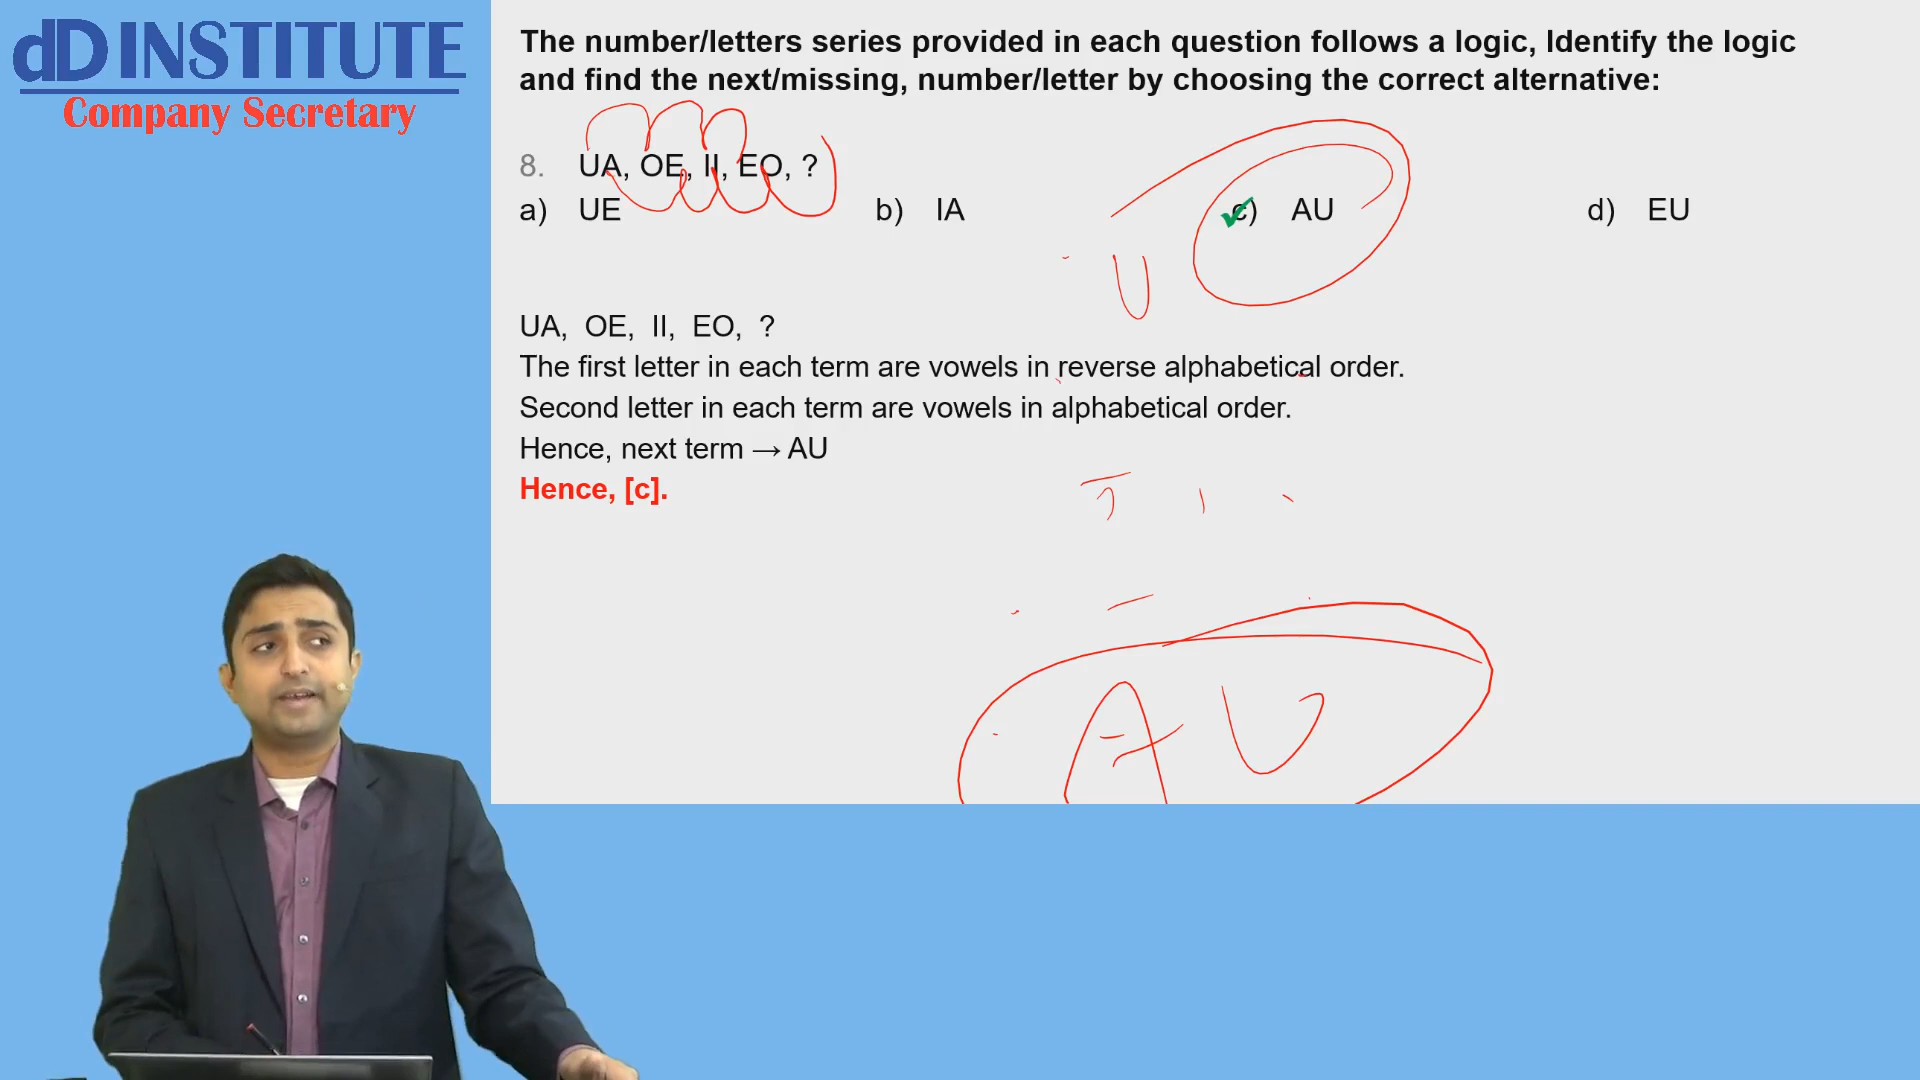 dD INSTITUTE
Company Secretary
The number/letters series provided in each question follows a logic, Identify the logic
and find the next/missing, number/letter by choosing the correct alternative:
8. UA, OE, II, EO, ?
a) UE b) IA c) AU d) EU
U
UA, OE, II, EO, ?
The first letter in each term are vowels in reverse alphabetical order.
Second letter in each term are vowels in alphabetical order.
Hence, next term → AU
Hence, [c].
AU